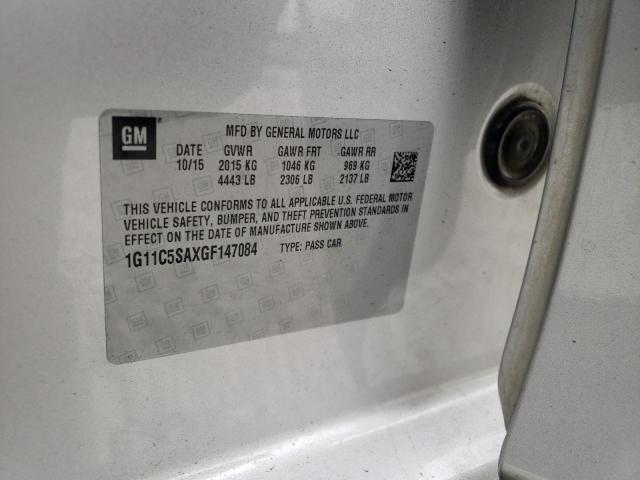 GM
MFD BY GENERAL MOTORS LLC
DATE GVWR GAWR FRT GAWR RR
10/15 2015 KG 1046 KG 969 KG
4443 LB 2306 LB 2137 LB
THIS VEHICLE CONFORMS TO ALL APPLICABLE U.S. FEDERAL MOTOR
VEHICLE SAFETY, BUMPER, AND THEFT PREVENTION STANDARDS IN
EFFECT ON THE DATE OF MANUFACTURE SHOWN ABOVE.
1G11C5SAXGF147084 TYPE: PASS CAR